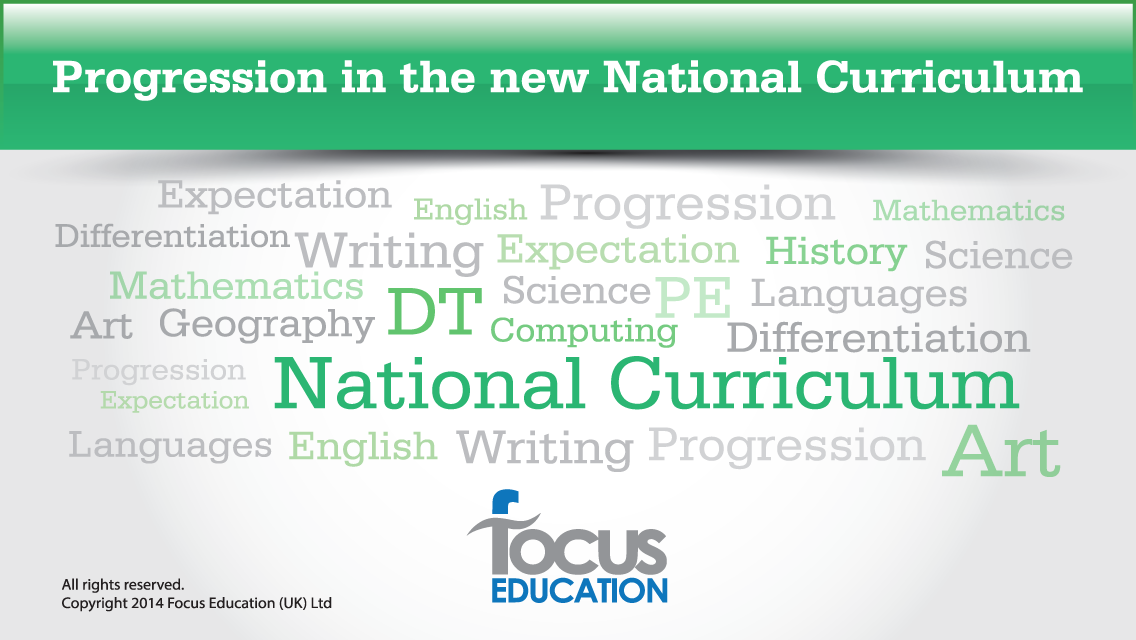 Progression in the new National Curriculum
Expectation English Progression Mathematics
Differentiation Writing Expectation History Science
Mathematics DT Science PE Languages
Art Geography Computing Differentiation
Progression National Curriculum
Expectation
Languages English Writing Progression Art
focus
EDUCATION
All rights reserved.
Copyright 2014 Focus Education (UK) Ltd